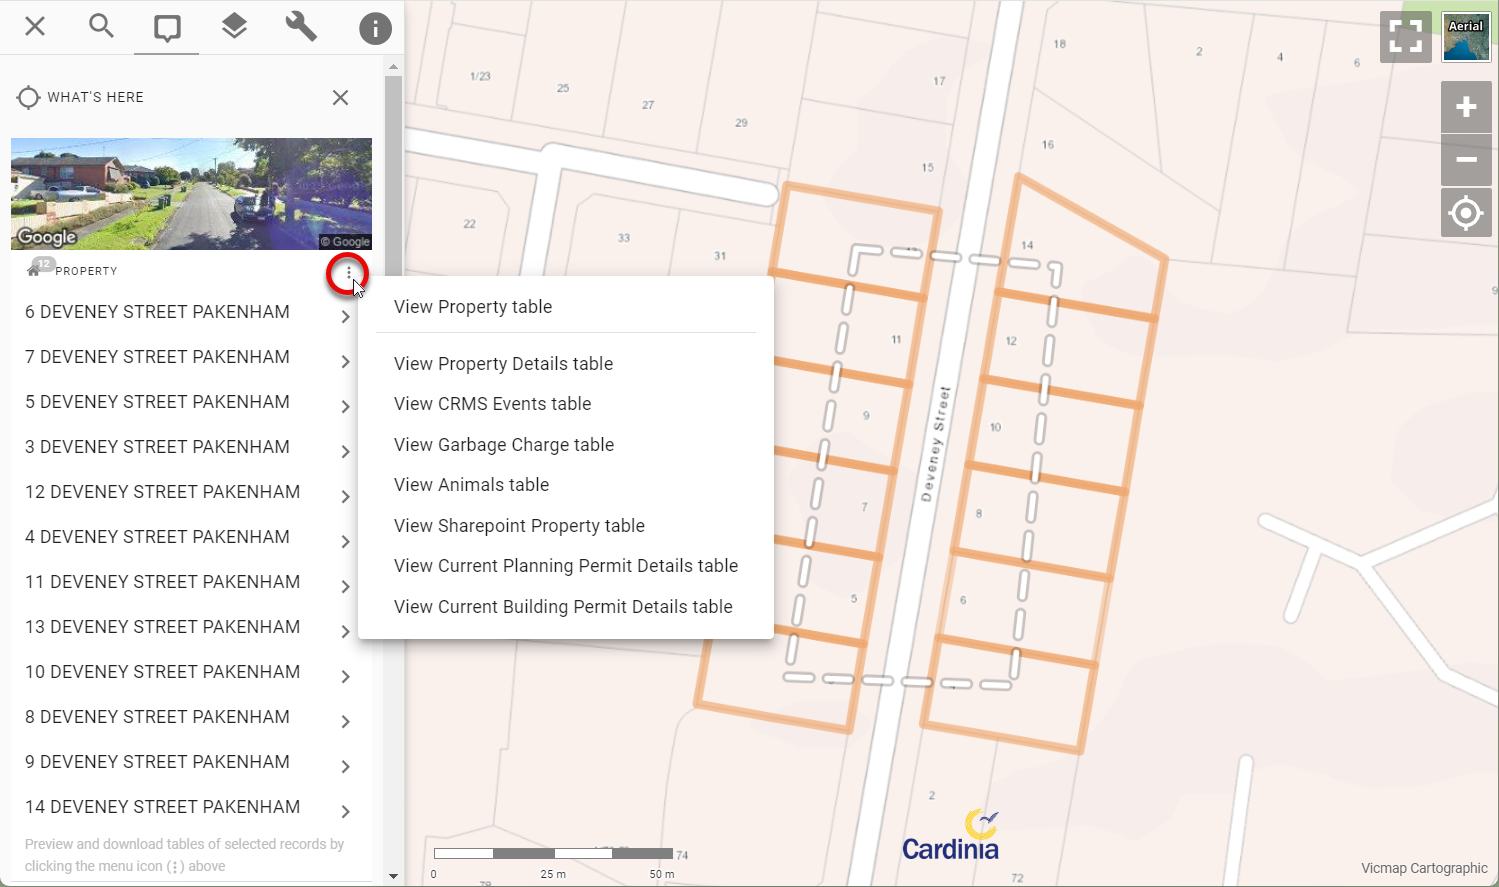 WHAT'S HERE
Google
© Google
12
PROPERTY
6 DEVENEY STREET PAKENHAM
7 DEVENEY STREET PAKENHAM
5 DEVENEY STREET PAKENHAM
3 DEVENEY STREET PAKENHAM
12 DEVENEY STREET PAKENHAM
4 DEVENEY STREET PAKENHAM
11 DEVENEY STREET PAKENHAM
13 DEVENEY STREET PAKENHAM
10 DEVENEY STREET PAKENHAM
8 DEVENEY STREET PAKENHAM
9 DEVENEY STREET PAKENHAM
14 DEVENEY STREET PAKENHAM
Preview and download tables of selected records by
clicking the menu icon (⋮) above
View Property table
View Property Details table
View CRMS Events table
View Garbage Charge table
View Animals table
View Sharepoint Property table
View Current Planning Permit Details table
View Current Building Permit Details table
Aerial
18
2
4
6
1/23
25
27
29
17
15
16
22
33
31
14
11
12
9
9
10
7
8
5
6
2
74
72
Deveney Street
Cardinia
0
25 m
50 m
Vicmap Cartographic